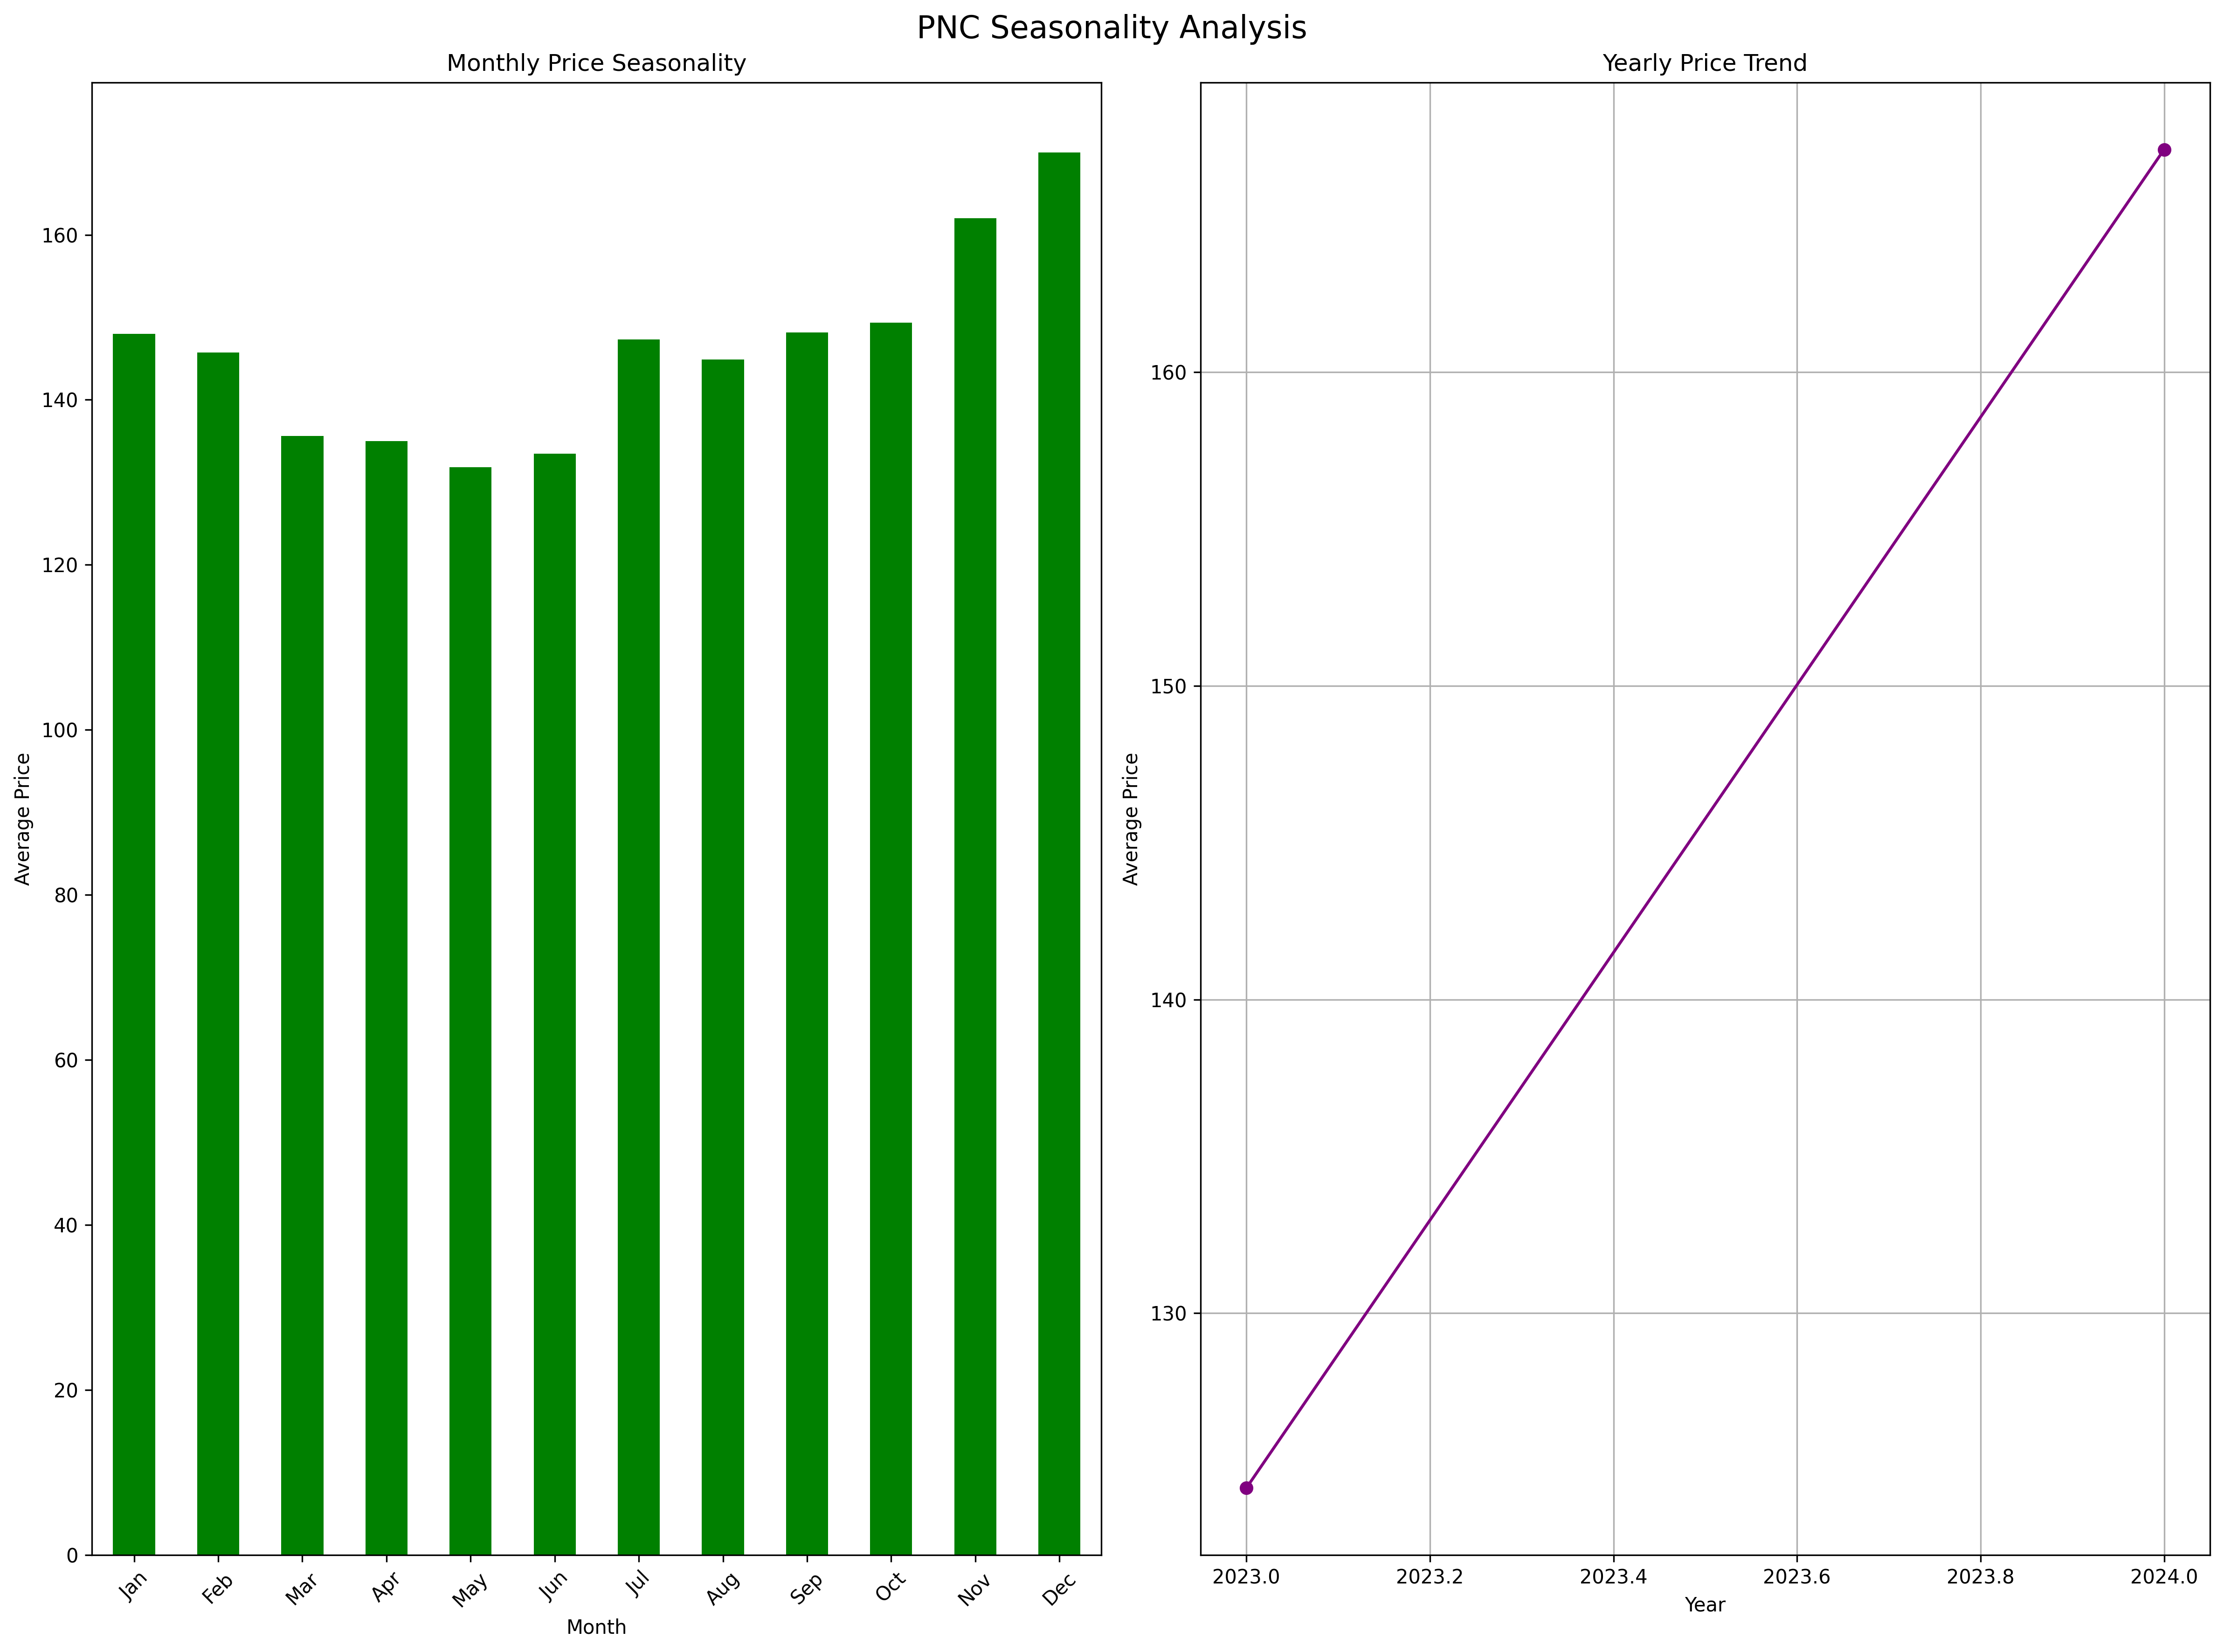 PNC Seasonality Analysis
Monthly Price Seasonality
Average Price
160
140
120
100
80
60
40
20
0
Jan
Feb
Mar
Apr
May
Jun
Jul
Aug
Sep
Oct
Nov
Dec
Month
Yearly Price Trend
Average Price
160
150
140
130
2023.0
2023.2
2023.4
2023.6
2023.8
2024.0
Year